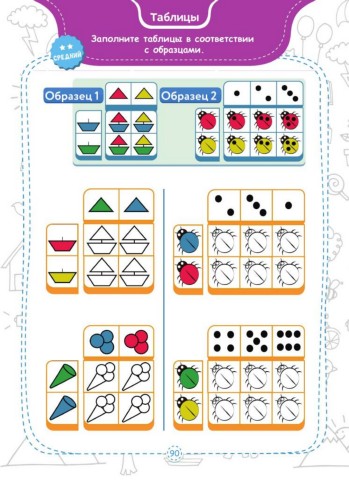 Таблицы
Заполните таблицы в соответствии
с образцами.
СРЕДНИЙ
Образец 1
Образец 2
90